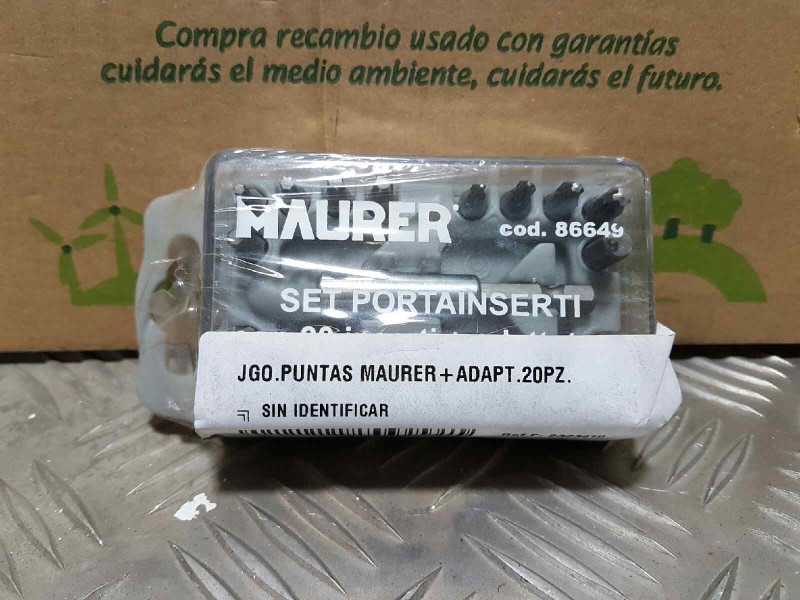 Compra recambio usado con garantías
cuidarás el medio ambiente, cuidarás el futuro.
MAURER
cod. 86649
SET PORTAINSERTI
JGO.PUNTAS MAURER+ADAPT.20PZ.
SIN IDENTIFICAR